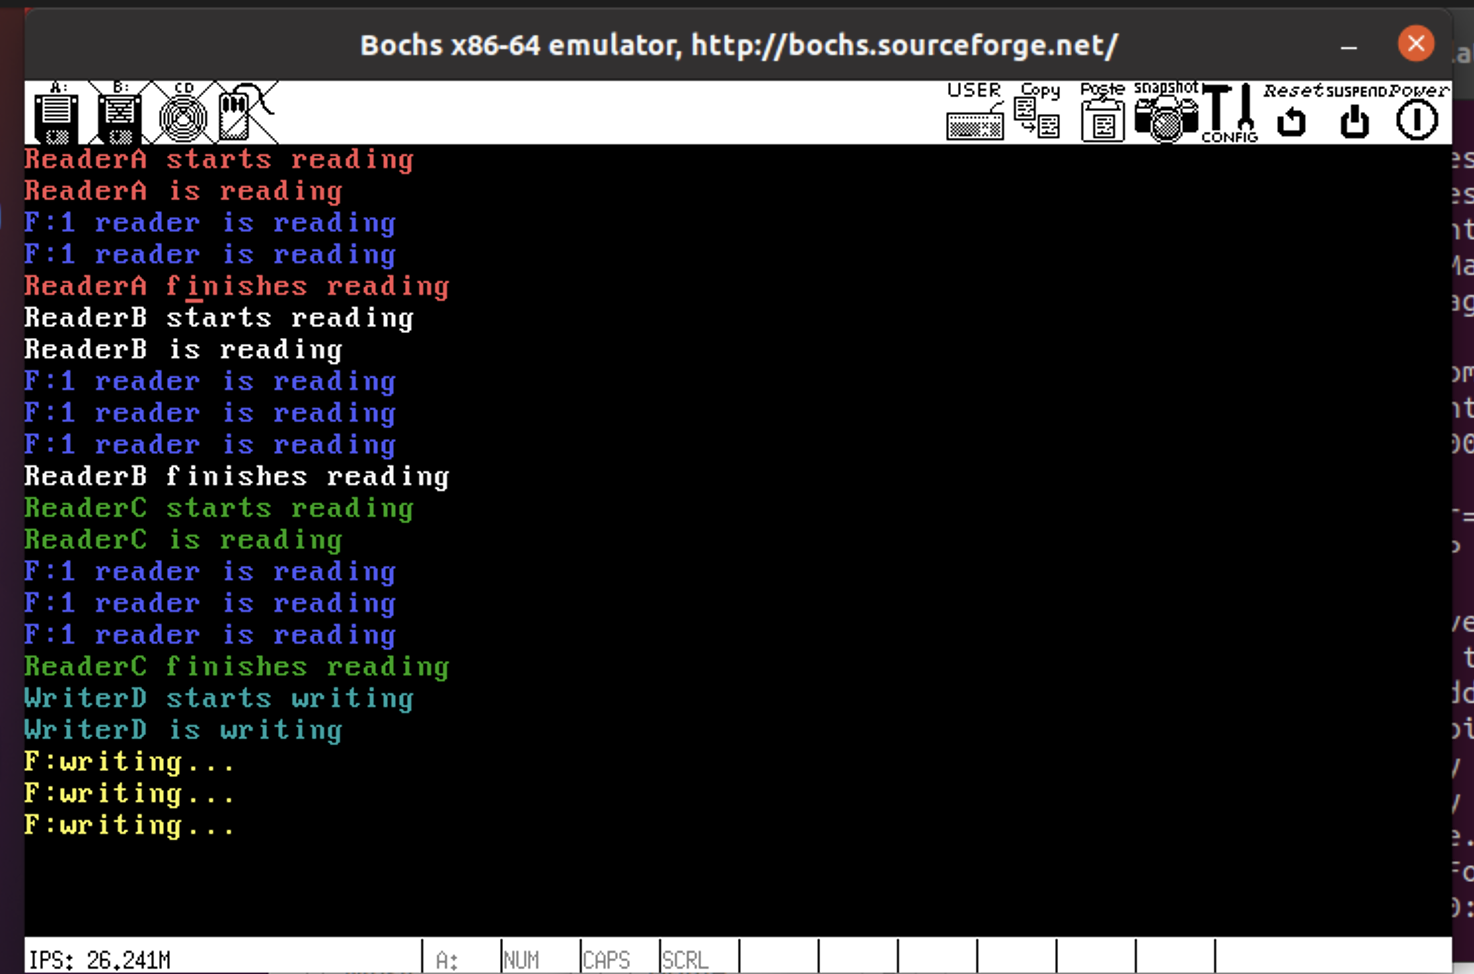 Bochs x86-64 emulator, http://bochs.sourceforge.net/
A: B: CD USER Copy Paste snapshot CONFIG Reset SUSPEND Power
ReaderA starts reading
ReaderA is reading
F:1 reader is reading
F:1 reader is reading
ReaderA finishes reading
ReaderB starts reading
ReaderB is reading
F:1 reader is reading
F:1 reader is reading
F:1 reader is reading
ReaderB finishes reading
ReaderC starts reading
ReaderC is reading
F:1 reader is reading
F:1 reader is reading
F:1 reader is reading
ReaderC finishes reading
WriterD starts writing
WriterD is writing
F:writing...
F:writing...
F:writing...
IPS: 26.241M A: NUM CAPS SCRL